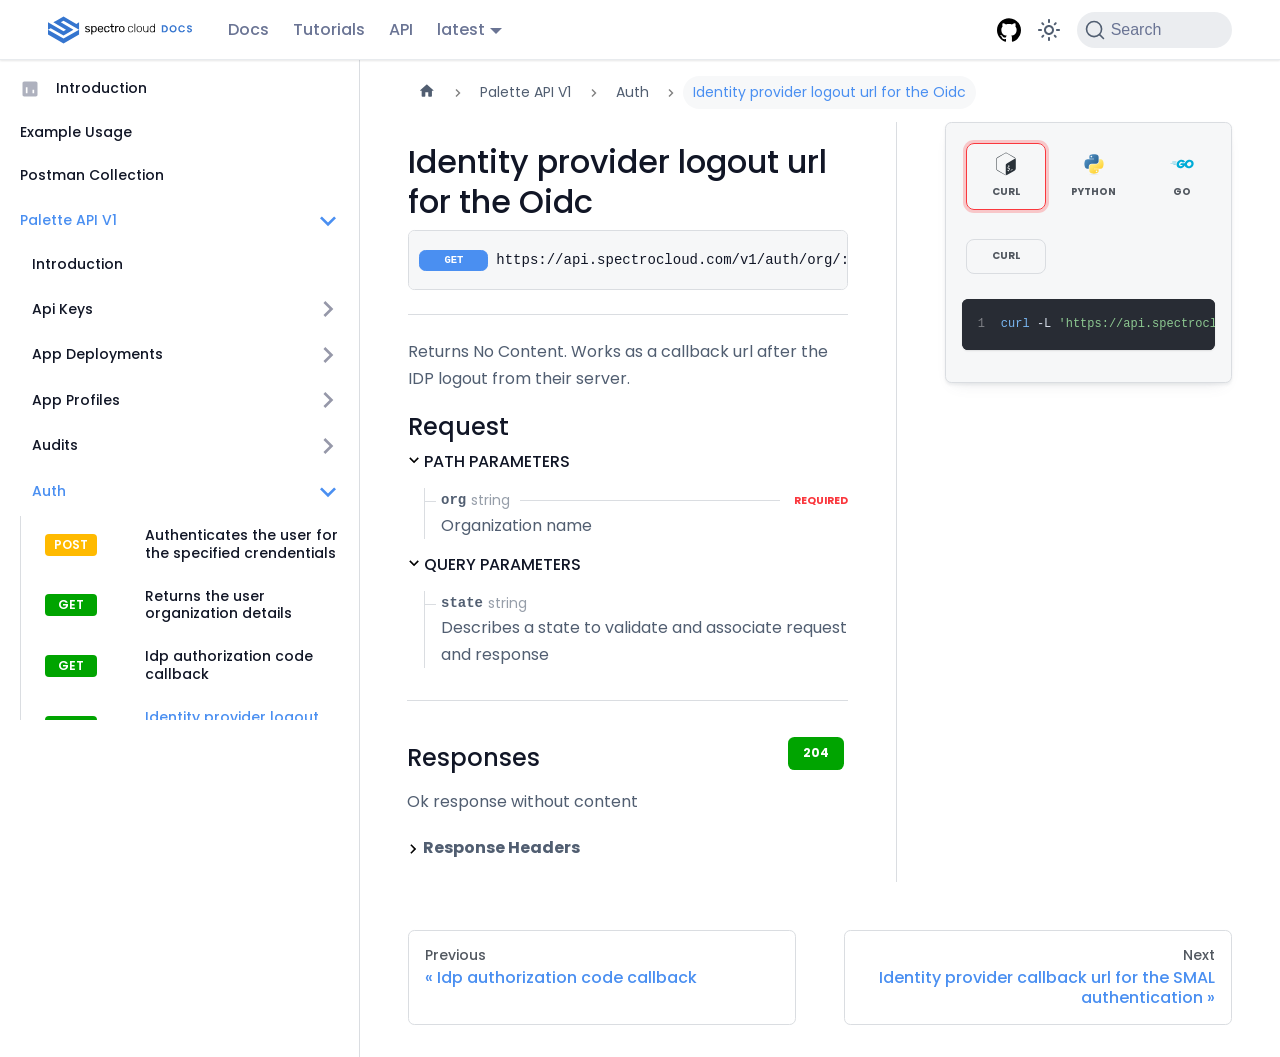 spectro cloud DOCS
Docs
Tutorials
API
latest
Search
Introduction
Example Usage
Postman Collection
Palette API V1
Introduction
Api Keys
App Deployments
App Profiles
Audits
Auth
POST
Authenticates the user for
the specified crendentials
GET
Returns the user
organization details
GET
Idp authorization code
callback
Identity provider logout
Palette API V1
Auth
Identity provider logout url for the Oidc
Identity provider logout url
for the Oidc
GET
https://api.spectrocloud.com/v1/auth/org/:
Returns No Content. Works as a callback url after the
IDP logout from their server.
Request
PATH PARAMETERS
org string
REQUIRED
Organization name
QUERY PARAMETERS
state string
Describes a state to validate and associate request
and response
Responses
204
Ok response without content
Response Headers
CURL
PYTHON
GO
GO
CURL
1 curl -L 'https://api.spectrocl
Previous
« Idp authorization code callback
Next
Identity provider callback url for the SMAL
authentication »